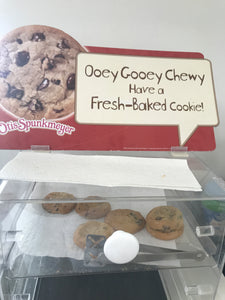 Ooey Gooey Chewy
Have a
Fresh-Baked Cookie!
Otis Spunkmeyer